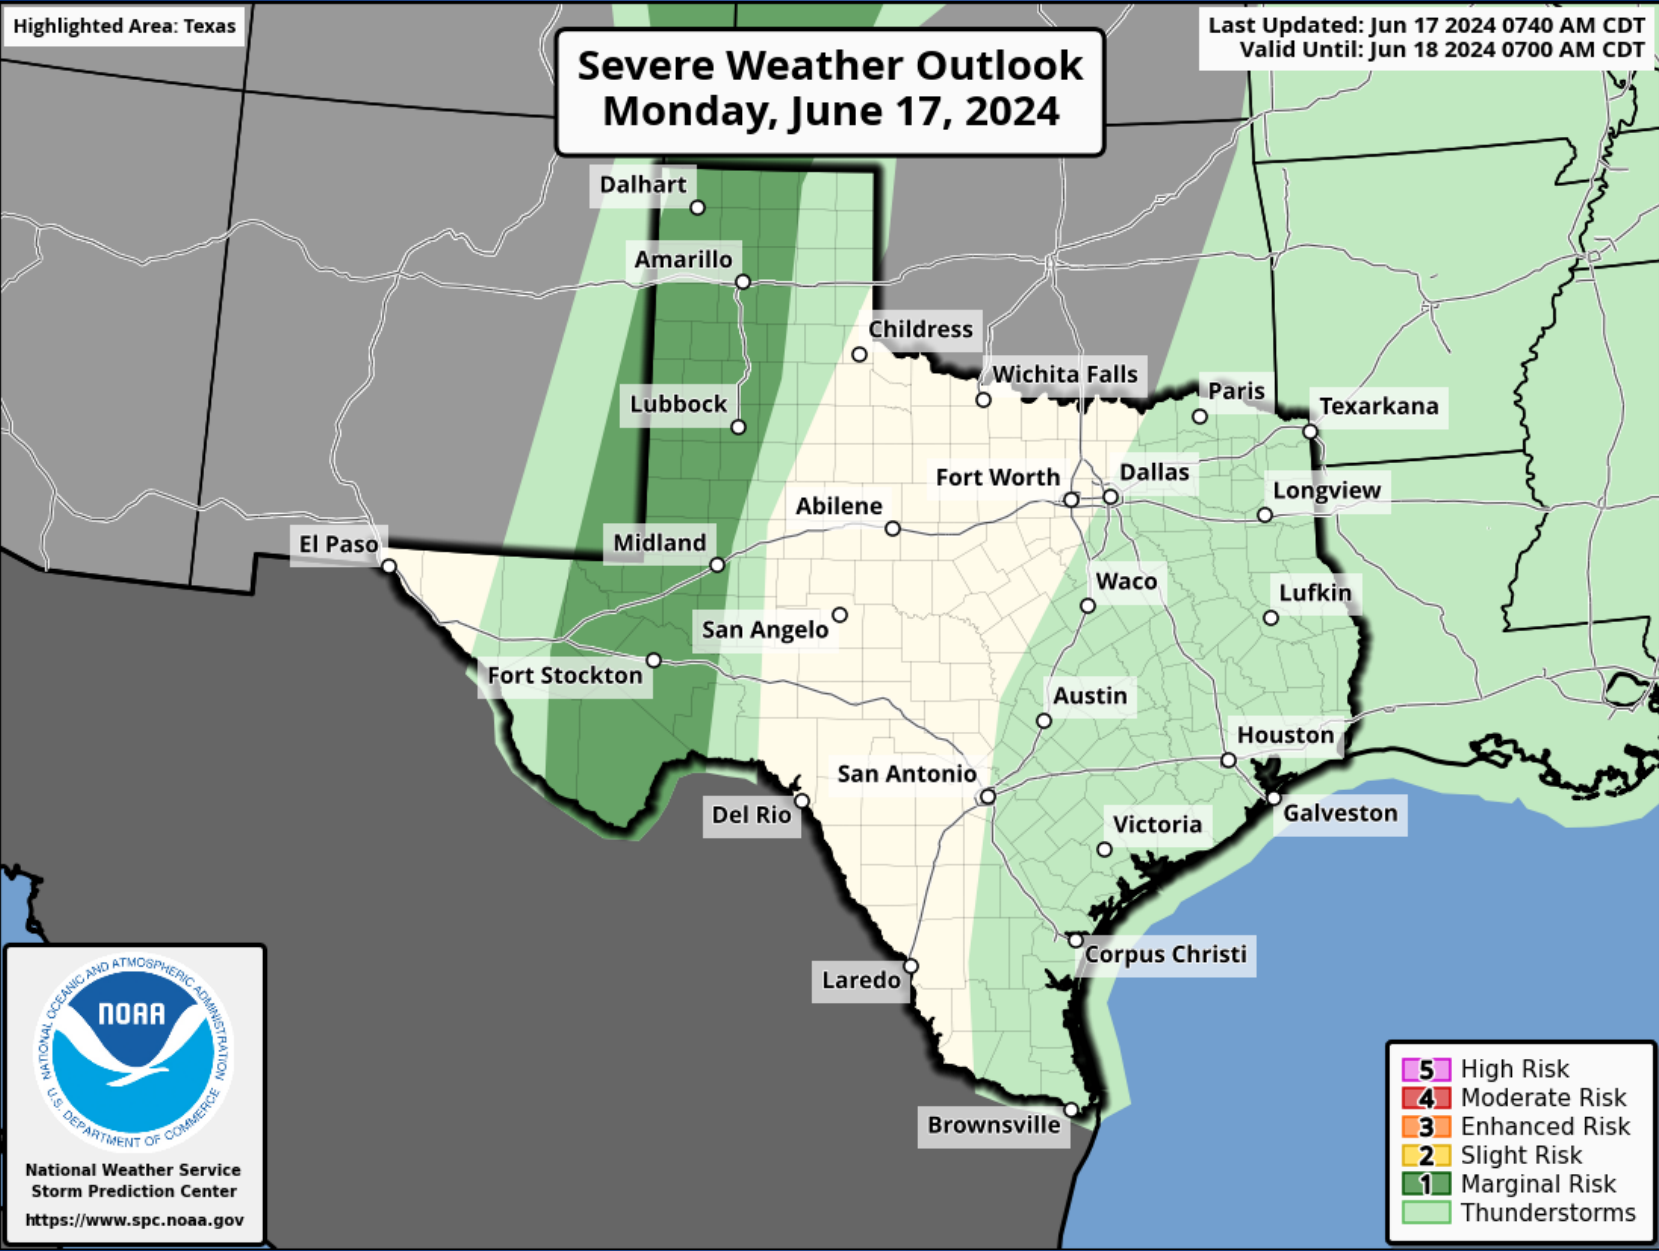 Highlighted Area: Texas
Last Updated: Jun 17 2024 0740 AM CDT
Valid Until: Jun 18 2024 0700 AM CDT
Severe Weather Outlook
Monday, June 17, 2024
Dalhart
Amarillo
Childress
Wichita Falls
Paris
Lubbock
Texarkana
Fort Worth
Dallas
Longview
Abilene
El Paso
Midland
Waco
Lufkin
San Angelo
Fort Stockton
Austin
Houston
San Antonio
Del Rio
Galveston
Victoria
Corpus Christi
Laredo
Brownsville
NATIONAL OCEANIC AND ATMOSPHERIC ADMINISTRATION
NOAA
U.S. DEPARTMENT OF COMMERCE
National Weather Service
Storm Prediction Center
https://www.spc.noaa.gov
5 High Risk
4 Moderate Risk
3 Enhanced Risk
2 Slight Risk
1 Marginal Risk
Thunderstorms